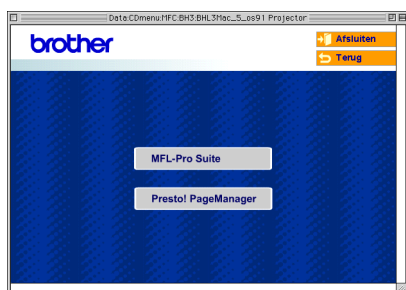 Data:CDmenu:MFC:BH3:BHL3Mac_5_os91 Projector
brother
Afsluiten
Terug
MFL-Pro Suite
Presto! PageManager